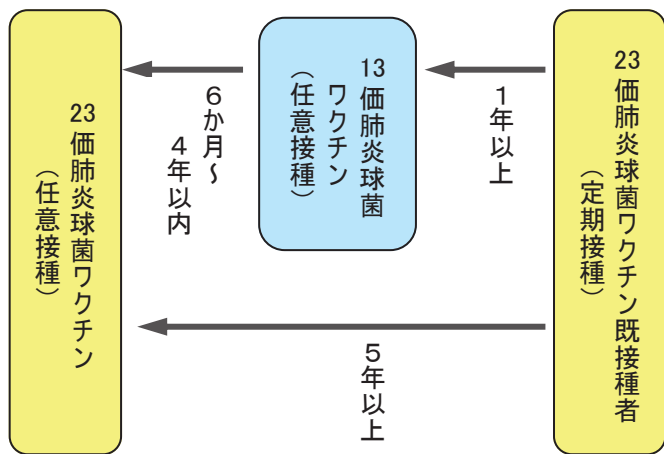 23価肺炎球菌ワクチン既接種者
（定期接種）
1年以上
13価肺炎球菌
ワクチン
（任意接種）
6か月〜
4年以内
5年以上
23価肺炎球菌ワクチン
（任意接種）